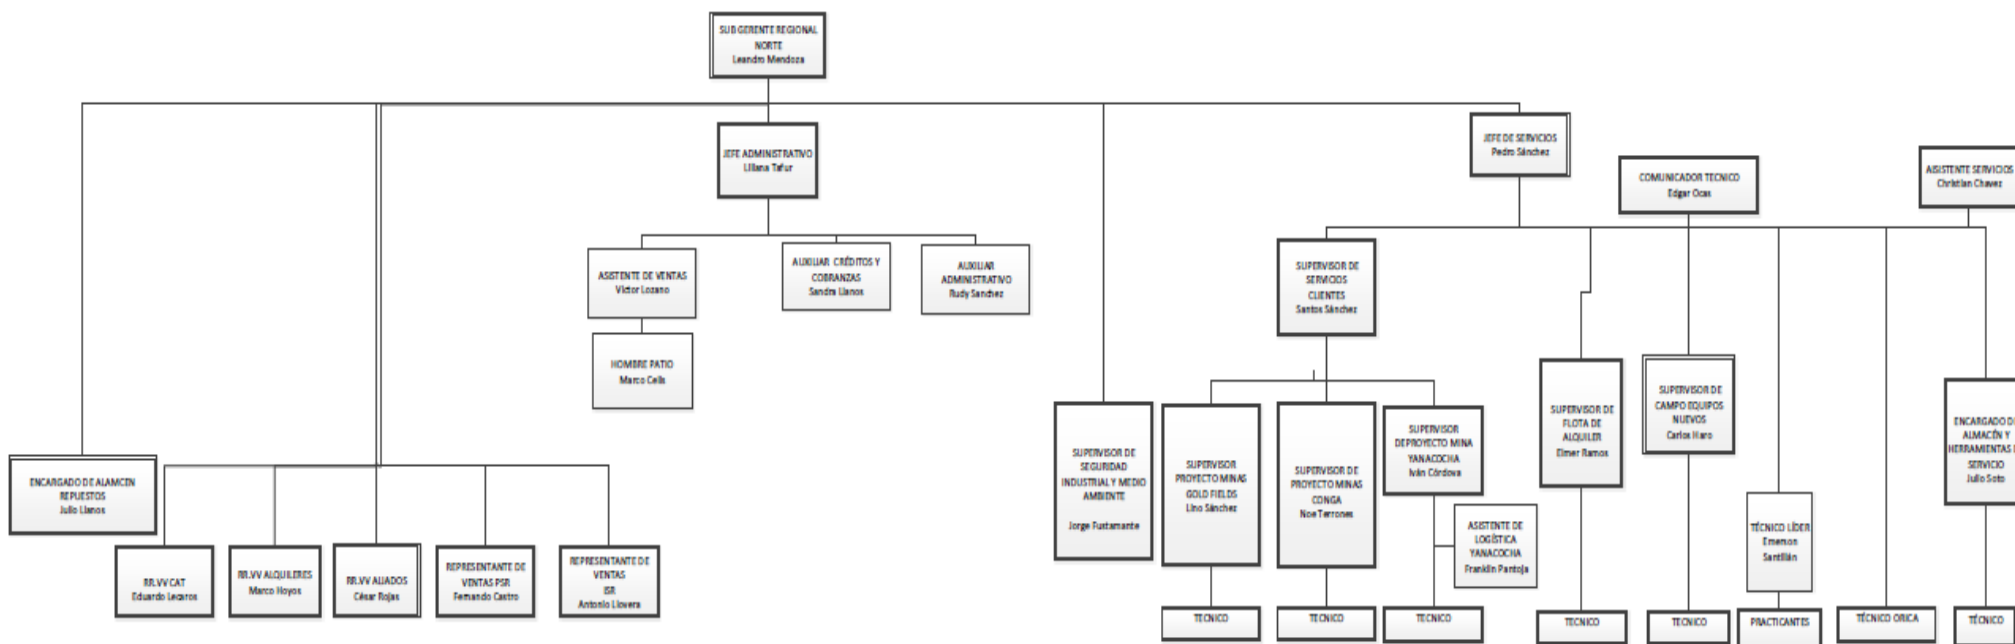 SUB GERENTE REGIONAL
NORTE
Leandro Mendoza
JEFE ADMINISTRATIVO
Liliana Tafur
JEFE DE SERVICIOS
Pedro Sánchez
COMUNICADOR TECNICO
Edgar Ocas
ASISTENTE SERVICIOS
Christian Chavez
ASISTENTE DE VENTAS
Victor Lozano
AUXILIAR CRÉDITOS Y
COBRANZAS
Sandra Llanos
AUXILIAR
ADMINISTRATIVO
Rudy Sanchez
HOMBRE PATIO
Marco Celis
SUPERVISOR DE
SERVICIOS
CLIENTES
Santos Sánchez
ENCARGADO DE ALAMCEN
REPUESTOS
Julio Llanos
RR.VV CAT
Eduardo Lecaros
RR.VV ALQUILERES
Marco Hoyos
RR.VV ALIADOS
César Rojas
REPRESENTANTE DE
VENTAS PSR
Fernando Castro
REPRESENTANTE DE
VENTAS
ISR
Antonio Llovera
SUPERVISOR DE
SEGURIDAD
INDUSTRIAL Y MEDIO
AMBIENTE
Jorge Fustamante
SUPERVISOR
PROYECTO MINAS
GOLD FIELDS
Lino Sánchez
SUPERVISOR DE
PROYECTO MINAS
CONGA
Noe Terrones
SUPERVISOR
DEPROYECTO MINA
YANACOCHA
Iván Córdova
ASISTENTE DE
LOGÍSTICA
YANACOCHA
Franklin Pantoja
SUPERVISOR DE
FLOTA DE
ALQUILER
Elmer Ramos
SUPERVISOR DE
CAMPO EQUIPOS
NUEVOS
Carlos Haro
TÉCNICO LÍDER
Emerson
Santillán
ENCARGADO DE
ALMACÉN Y
HERRAMIENTAS
SERVICIO
Julio Soto
TECNICO
TECNICO
TECNICO
TECNICO
TECNICO
PRACTICANTES
TÉCNICO ORICA
TÉCNICO